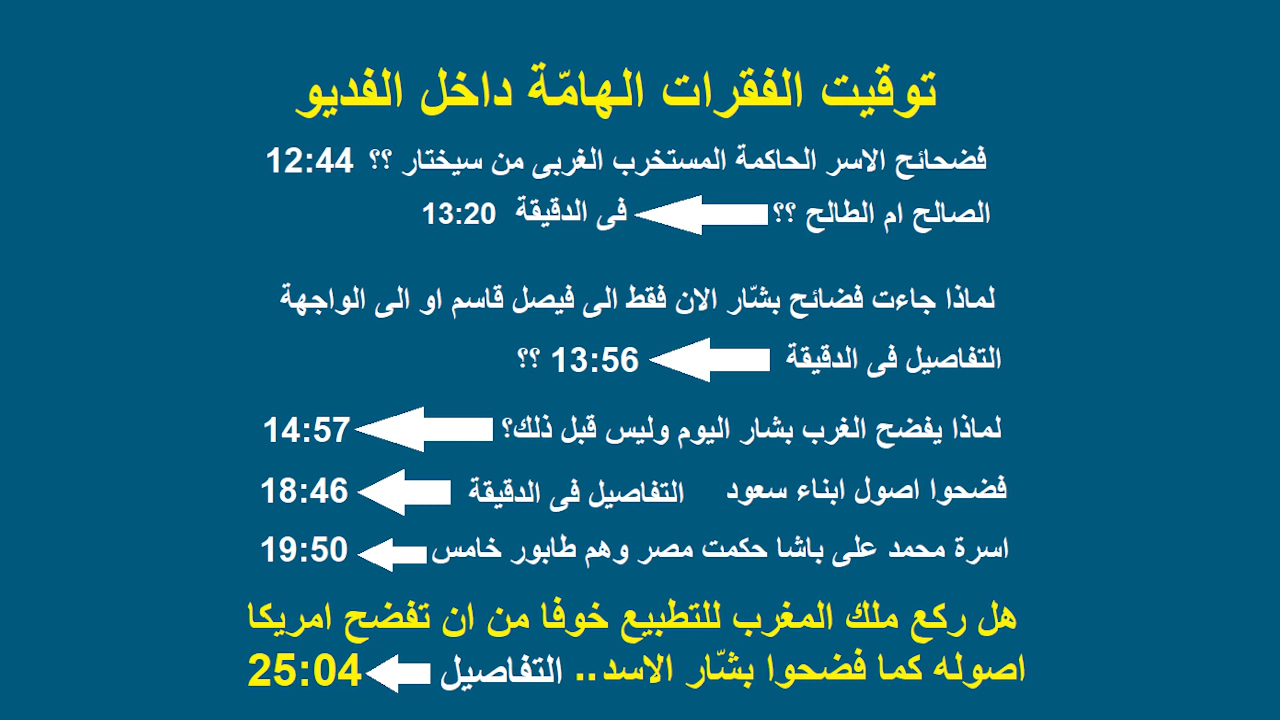 توقيت الفقرات الهامّة داخل الفديو
فضحائح الاسر الحاكمة المستخرب الغربى من سيختار ؟؟ 12:44
الصالح ام الطالح ؟؟ فى الدقيقة 13:20
لماذا جاءت فضائح بشّار الان فقط الى فيصل قاسم او الى الواجهة
التفاصيل فى الدقيقة 13:56 ؟؟
لماذا يفضح الغرب بشار اليوم وليس قبل ذلك؟ 14:57
فضحوا اصول ابناء سعود التفاصيل فى الدقيقة 18:46
اسرة محمد على باشا حكمت مصر وهم طابور خامس 19:50
هل ركع ملك المغرب للتطبيع خوفا من ان تفضح امريكا
اصوله كما فضحوا بشّار الاسد.. التفاصيل 25:04